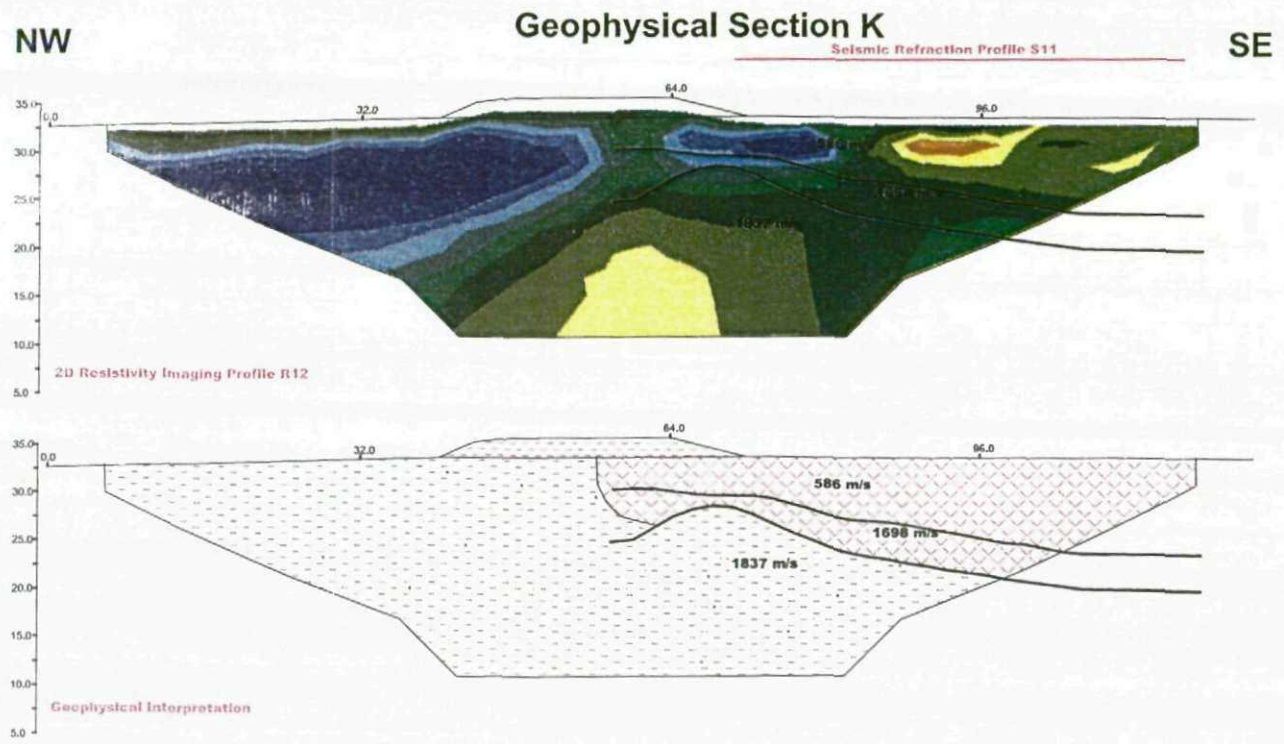 Geophysical Section K
NW
SE
Seismic Refraction Profile S11
35.0
0.0
32.0
64.0
96.0
30.0
25.0
20.0
15.0
10.0
5.0
1837 m/s
2D Resistivity Imaging Profile R12
35.0
0.0
32.0
64.0
96.0
30.0
25.0
20.0
15.0
10.0
5.0
586 m/s
1698 m/s
1837 m/s
Geophysical Interpretation